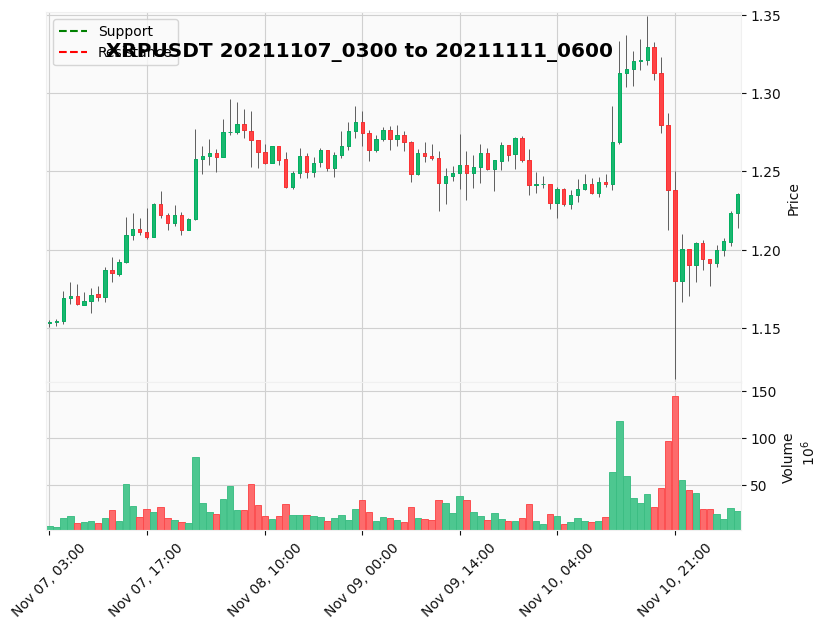 Support
Resistance
XRPUSDT 20211107_0300 to 20211111_0600
1.35
1.30
1.25
1.20
1.15
Price
150
100
50
Volume
10^6
Nov 07, 03:00
Nov 07, 17:00
Nov 08, 10:00
Nov 09, 00:00
Nov 09, 14:00
Nov 10, 04:00
Nov 10, 21:00